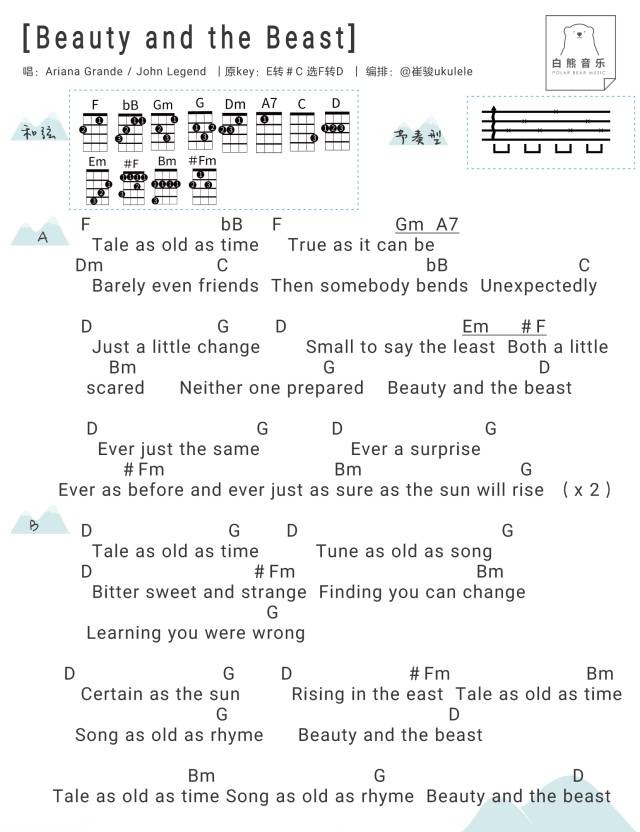 [Beauty and the Beast]
白熊音乐
POLAR BEAR MUSIC
唱：Ariana Grande / John Legend ｜原key：E转#C 选F转D ｜ 编排：@崔骏ukulele
和弦
F bB Gm G Dm A7 C D
Em #F Bm #Fm
节奏型
A
F bB F Gm A7
Tale as old as time True as it can be
Dm C bB C
Barely even friends Then somebody bends Unexpectedly
D G D Em #F
Just a little change Small to say the least Both a little
Bm G D
scared Neither one prepared Beauty and the beast
D G D G
Ever just the same Ever a surprise
#Fm Bm G
Ever as before and ever just as sure as the sun will rise (x2)
B
D G D G
Tale as old as time Tune as old as song
D #Fm Bm
Bitter sweet and strange Finding you can change
G
Learning you were wrong
D G D #Fm Bm
Certain as the sun Rising in the east Tale as old as time
G D
Song as old as rhyme Beauty and the beast
Bm G D
Tale as old as time Song as old as rhyme Beauty and the beast